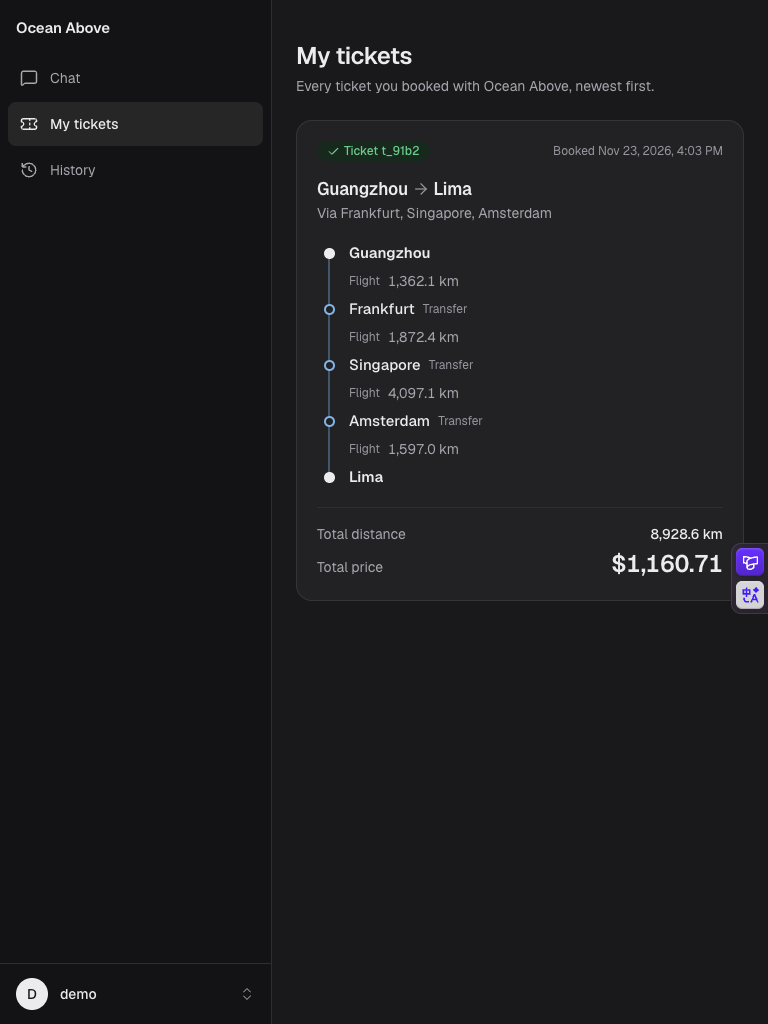 Ocean Above
Chat
My tickets
History
My tickets
Every ticket you booked with Ocean Above, newest first.
Ticket t_91b2
Booked Nov 23, 2026, 4:03 PM
Guangzhou → Lima
Via Frankfurt, Singapore, Amsterdam
Guangzhou
Flight 1,362.1 km
Frankfurt Transfer
Flight 1,872.4 km
Singapore Transfer
Flight 4,097.1 km
Amsterdam Transfer
Flight 1,597.0 km
Lima
Total distance 8,928.6 km
Total price $1,160.71
中A
D demo